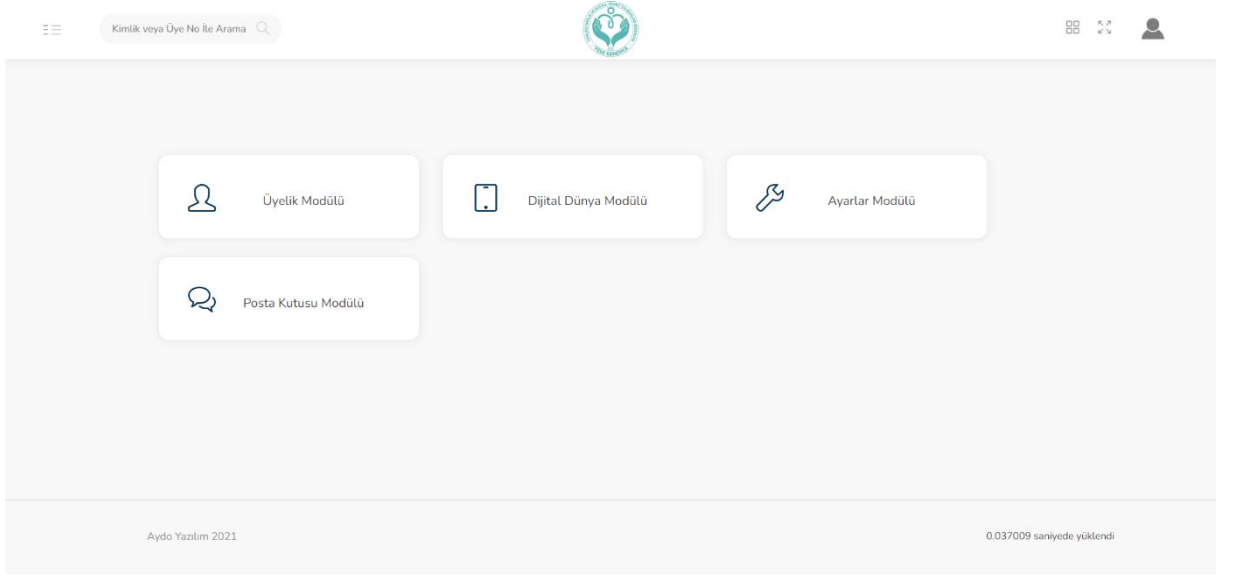 Kimlik veya Üye No İle Arama
Üyelik Modülü
Dijital Dünya Modülü
Ayarlar Modülü
Posta Kutusu Modülü
Aydo Yazılım 2021
0.037009 saniyede yüklendi